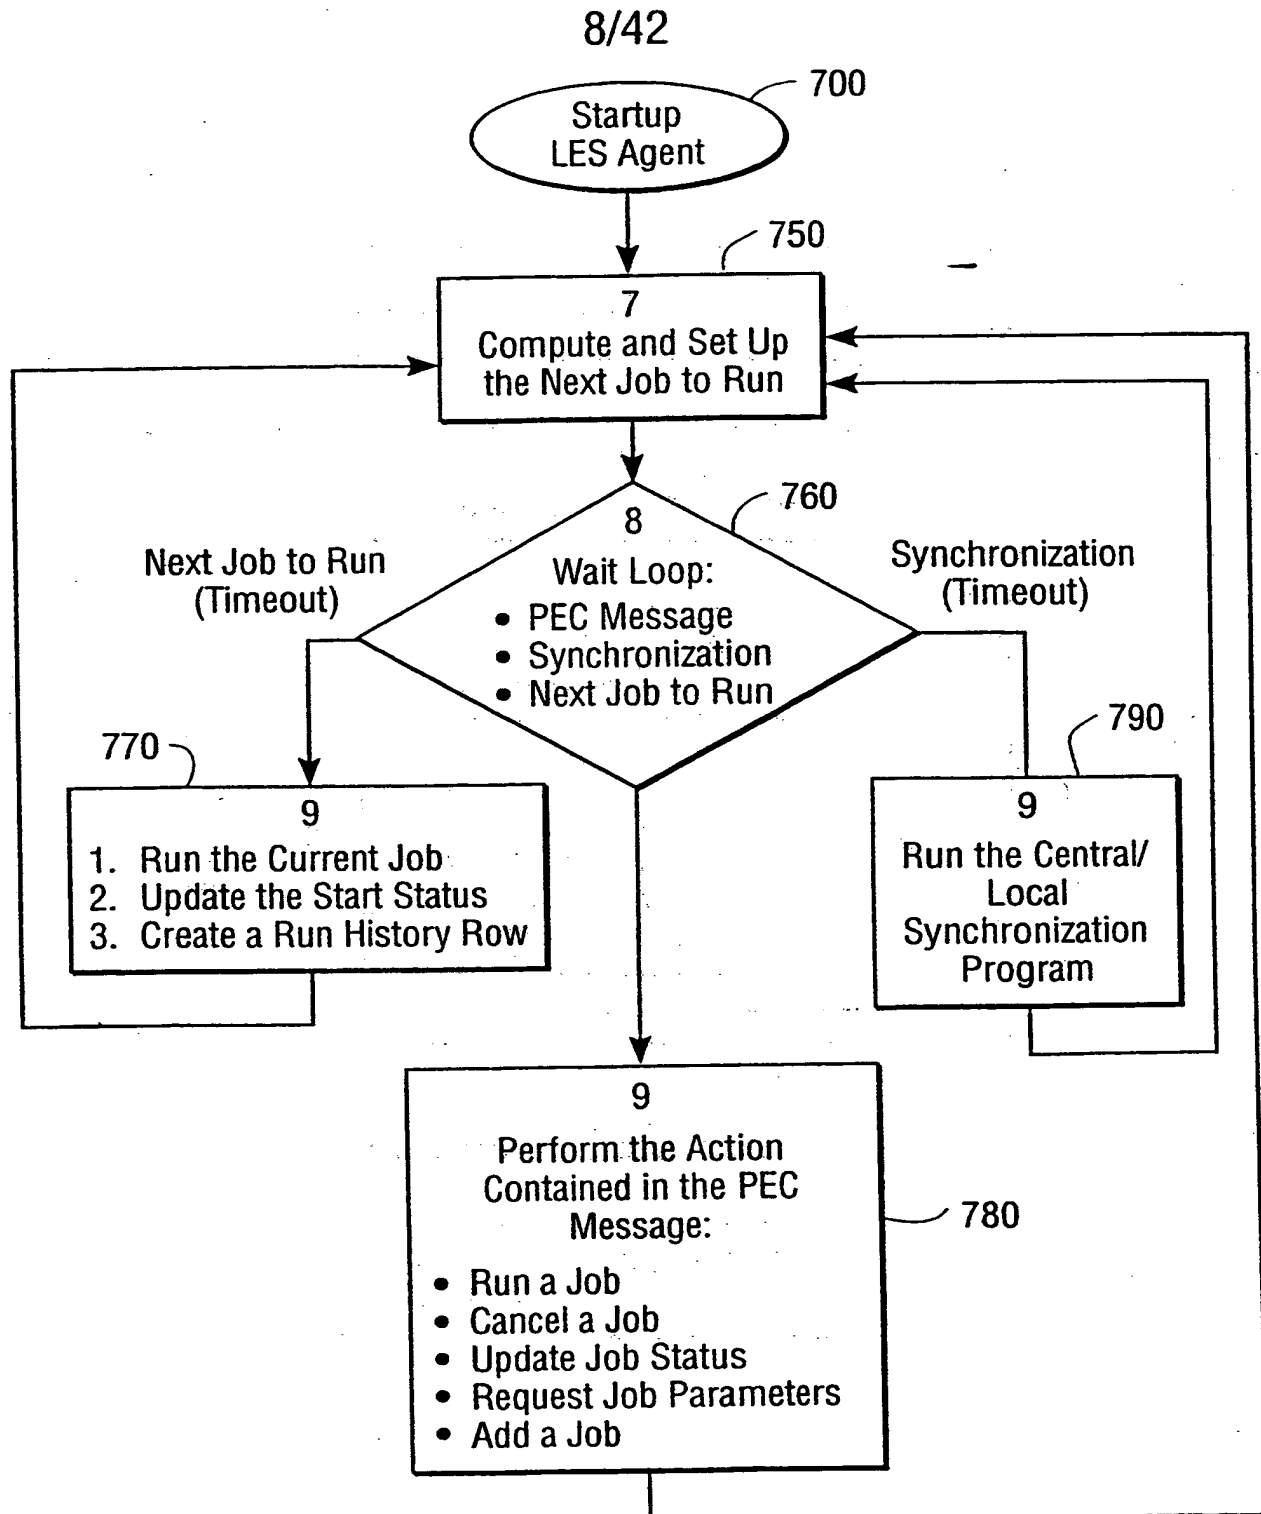 8/42
700
Startup
LES Agent
750
7
Compute and Set Up
the Next Job to Run
760
8
Wait Loop:
• PEC Message
• Synchronization
• Next Job to Run
Next Job to Run
(Timeout)
Synchronization
(Timeout)
770
9
1. Run the Current Job
2. Update the Start Status
3. Create a Run History Row
790
9
Run the Central/
Local
Synchronization
Program
9
Perform the Action
Contained in the PEC
Message:
780
• Run a Job
• Cancel a Job
• Update Job Status
• Request Job Parameters
• Add a Job